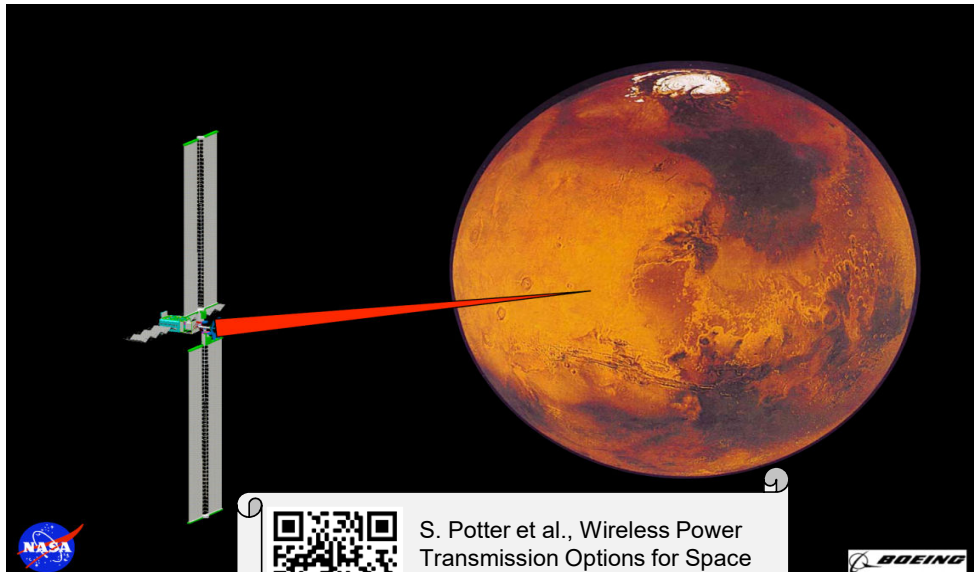 S. Potter et al., Wireless Power
Transmission Options for Space
NASA
BOEING